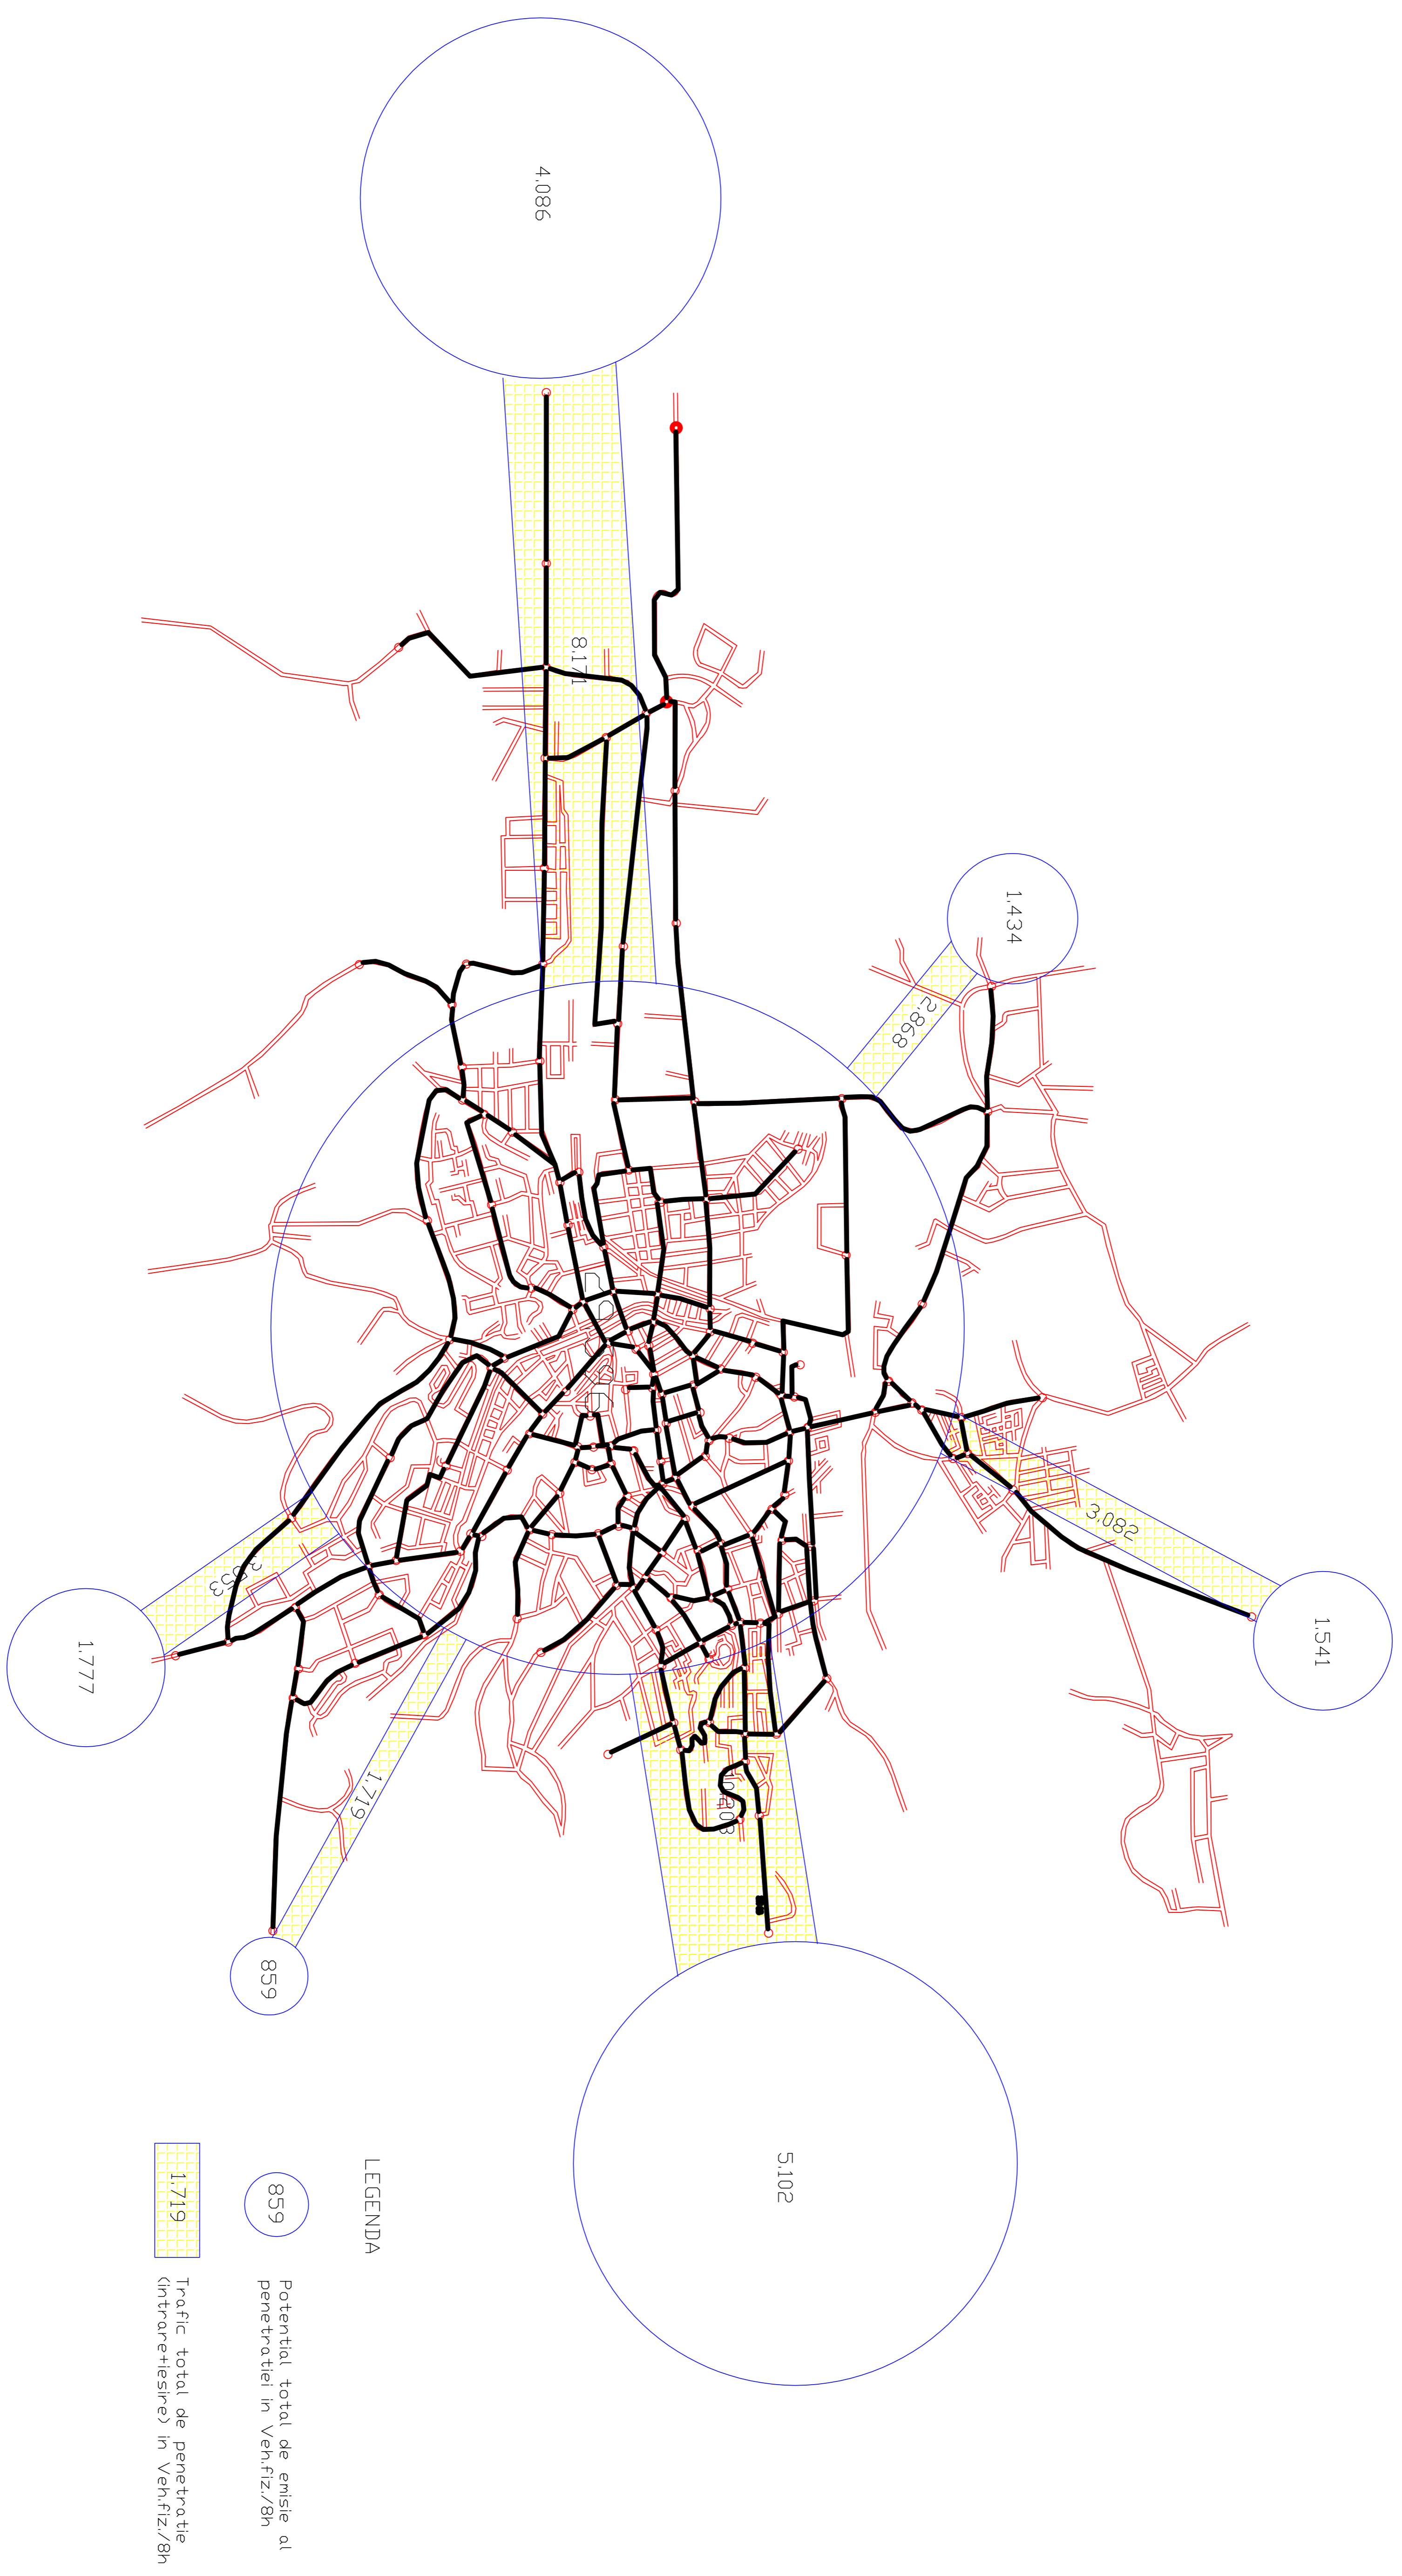 4.086
8.171
1.434
2.868
3.082
1.541
3.553
1.777
1.719
859
5.102
LEGENDA
859
Potential total de emisie al
penetratiei in Veh.fiz./8h
1.719
Trafic total de penetratie
(intrare+iesire) in Veh.fiz./8h